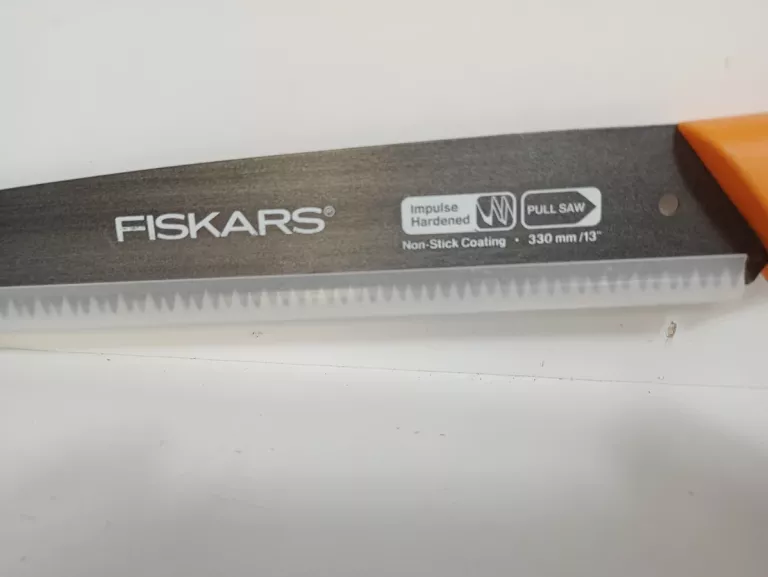 FISKARS®
Impulse
Hardened
PULL SAW
Non-Stick Coating • 330 mm /13"